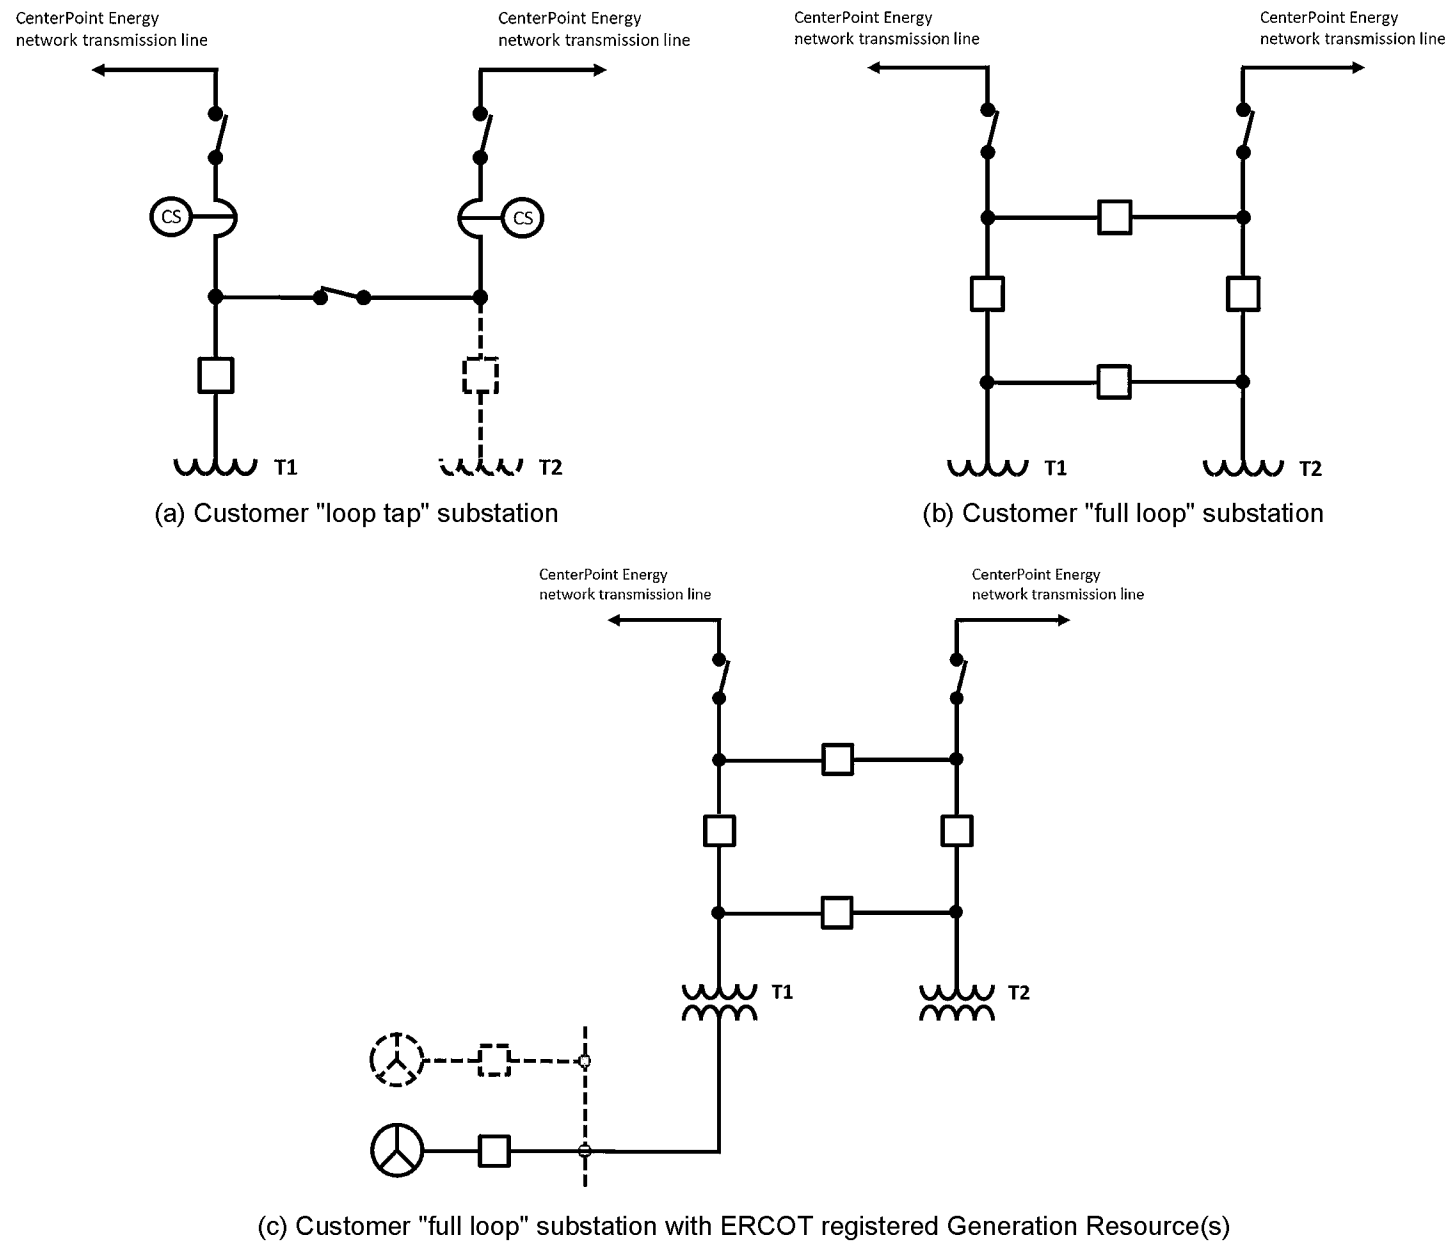 CenterPoint Energy
network transmission line
CenterPoint Energy
network transmission line
CS
CS
T1
T2
(a) Customer "loop tap" substation
CenterPoint Energy
network transmission line
CenterPoint Energy
network transmission line
T1
T2
(b) Customer "full loop" substation
CenterPoint Energy
network transmission line
CenterPoint Energy
network transmission line
T1
T2
(c) Customer "full loop" substation with ERCOT registered Generation Resource(s)